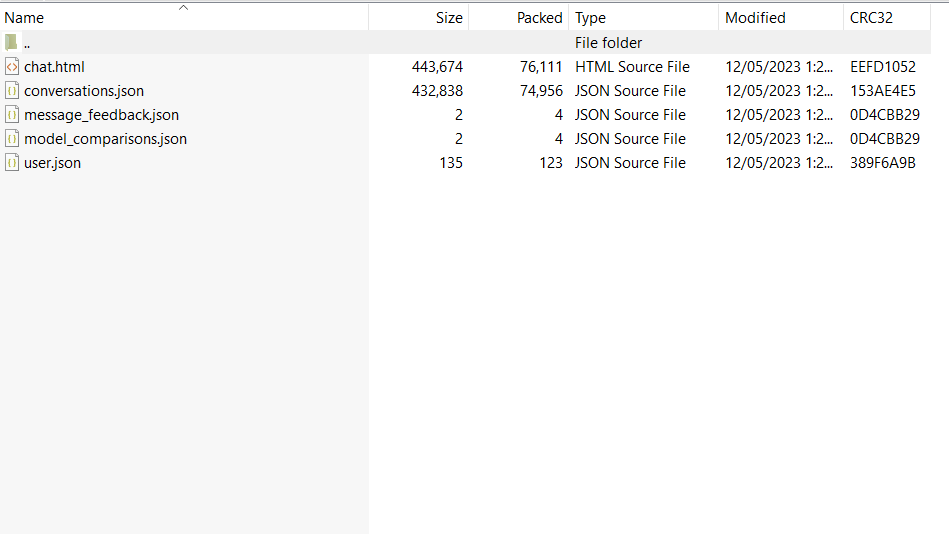 Name Size Packed Type Modified CRC32
.. File folder
chat.html 443,674 76,111 HTML Source File 12/05/2023 1:2... EEFD1052
conversations.json 432,838 74,956 JSON Source File 12/05/2023 1:2... 153AE4E5
message_feedback.json 2 4 JSON Source File 12/05/2023 1:2... 0D4CBB29
model_comparisons.json 2 4 JSON Source File 12/05/2023 1:2... 0D4CBB29
user.json 135 123 JSON Source File 12/05/2023 1:2... 389F6A9B